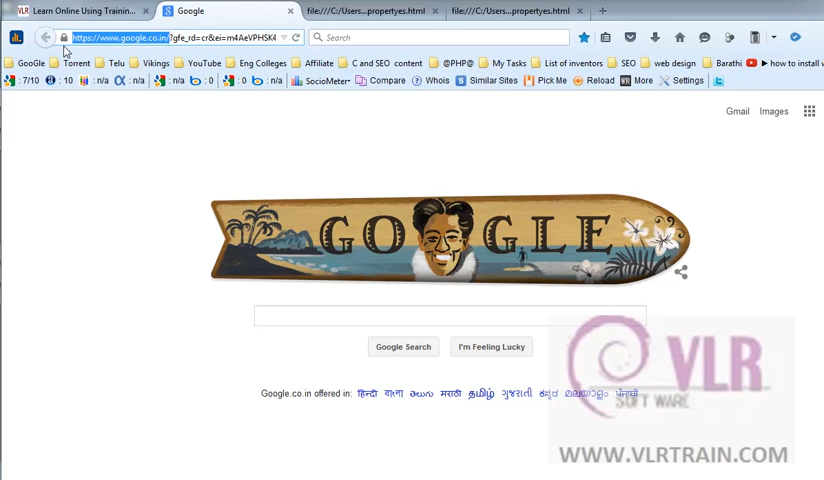 VLR Learn Online Using Trainin... × Google × file:///C:/Users...propertyes.html × file:///C:/Users...propertyes.html × +
https://www.google.co.in/?gfe_rd=cr&ei=m4AeVPHSK4 Search
GooGle Torrent Telu Vikings YouTube Eng Colleges Affiliate C and SEO content @PHP@ My Tasks List of inventors SEO web design Barathi how to install w
: 7/10 : 10 : n/a : 0 : n/a : 0 : n/a SocioMeter Compare Whois Similar Sites Pick Me Reload More Settings
Gmail Images
GOOGLE
Google Search I'm Feeling Lucky
Google.co.in offered in: हिन्दी বাংলা తెలుగు मराठी தமிழ் ગુજરાતી ಕನ್ನಡ മലയാളം ਪੰਜਾਬੀ
VLR
SOFT WARE
WWW.VLRTRAIN.COM